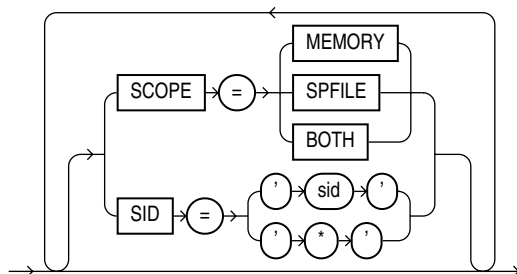 MEMORY
SCOPE = SPFILE
BOTH
' sid '
SID =
' * '